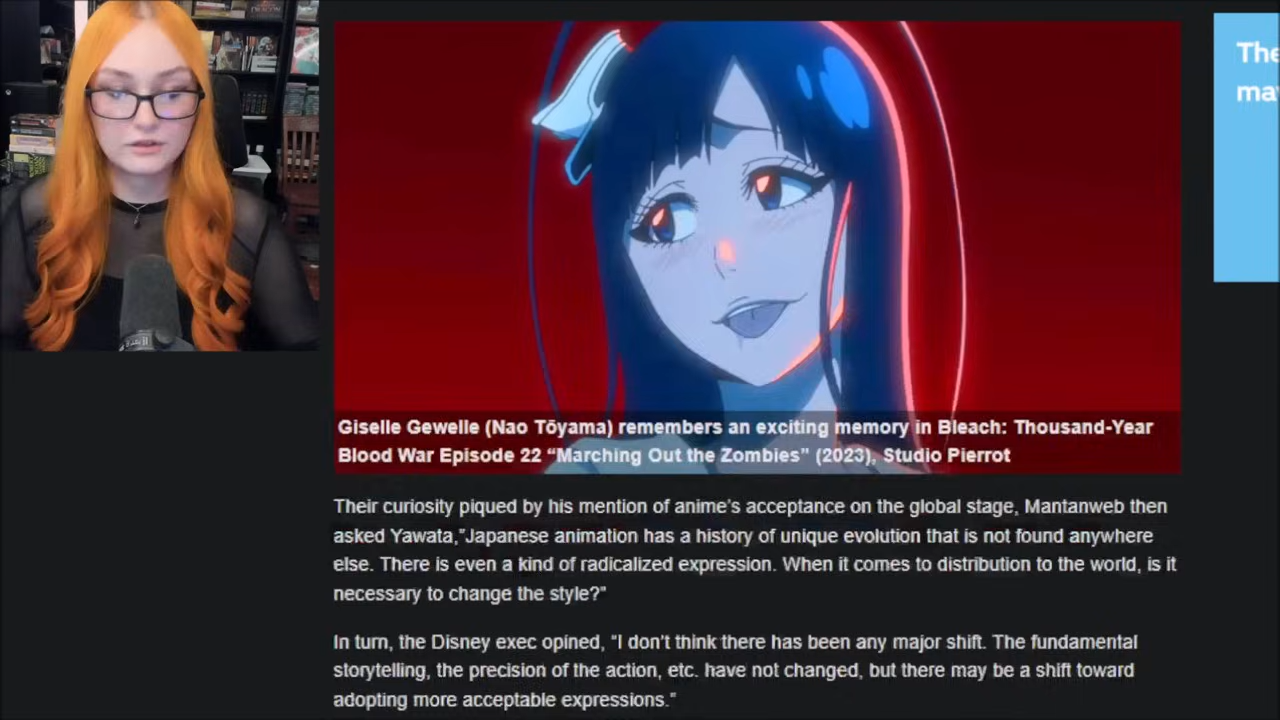 The
Giselle Gewelle (Nao Tōyama) remembers an exciting memory in Bleach: Thousand-Year
Blood War Episode 22 “Marching Out the Zombies” (2023), Studio Pierrot
Their curiosity piqued by his mention of anime’s acceptance on the global stage, Mantanweb then
asked Yawata,”Japanese animation has a history of unique evolution that is not found anywhere
else. There is even a kind of radicalized expression. When it comes to distribution to the world, is it
necessary to change the style?”
In turn, the Disney exec opined, “I don’t think there has been any major shift. The fundamental
storytelling, the precision of the action, etc. have not changed, but there may be a shift toward
adopting more acceptable expressions.”